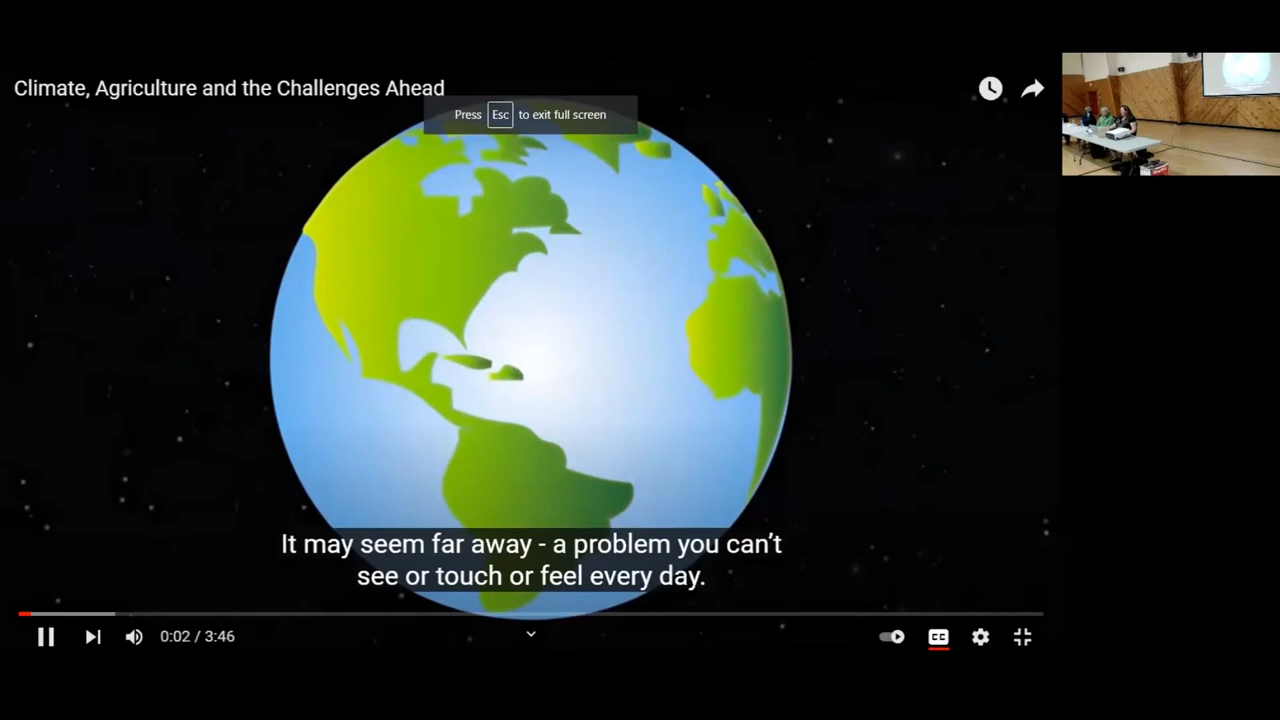 Climate, Agriculture and the Challenges Ahead
Press Esc to exit full screen
It may seem far away - a problem you can't
see or touch or feel every day.
0:02 / 3:46
CC